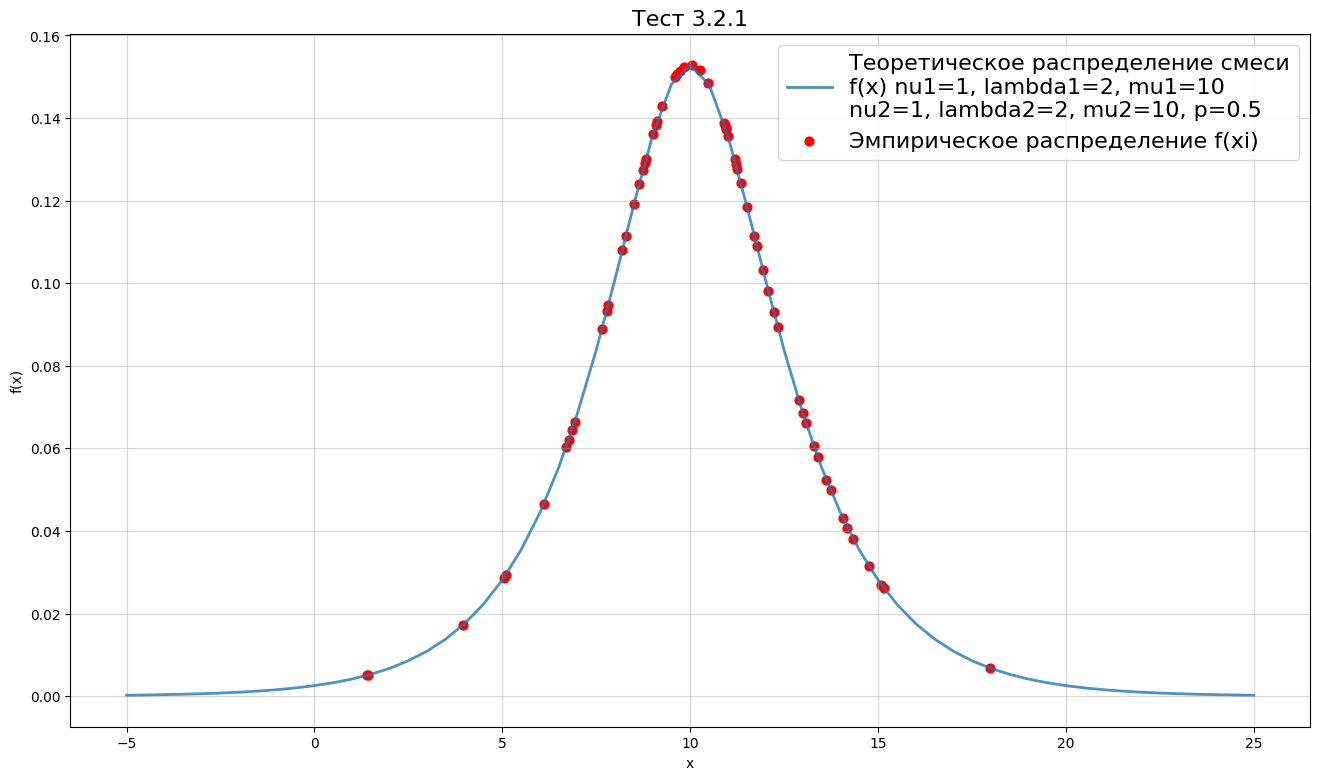 Тест 3.2.1
Теоретическое распределение смеси
f(x) nu1=1, lambda1=2, mu1=10
nu2=1, lambda2=2, mu2=10, p=0.5
Эмпирическое распределение f(xi)
f(x)
0.16
0.14
0.12
0.10
0.08
0.06
0.04
0.02
0.00
−5
0
5
10
15
20
25
x